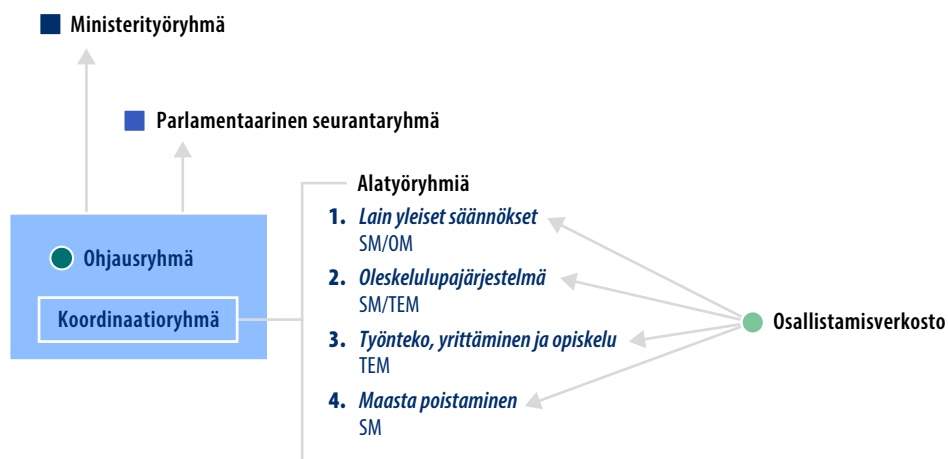 Ministerityöryhmä
Parlamentaarinen seurantaryhmä
Ohjausryhmä
Koordinaatioryhmä
Alatyöryhmiä
1. Lain yleiset säännökset
SM/OM
2. Oleskelulupajärjestelmä
SM/TEM
3. Työnteko, yrittäminen ja opiskelu
TEM
4. Maasta poistaminen
SM
Osallistamisverkosto